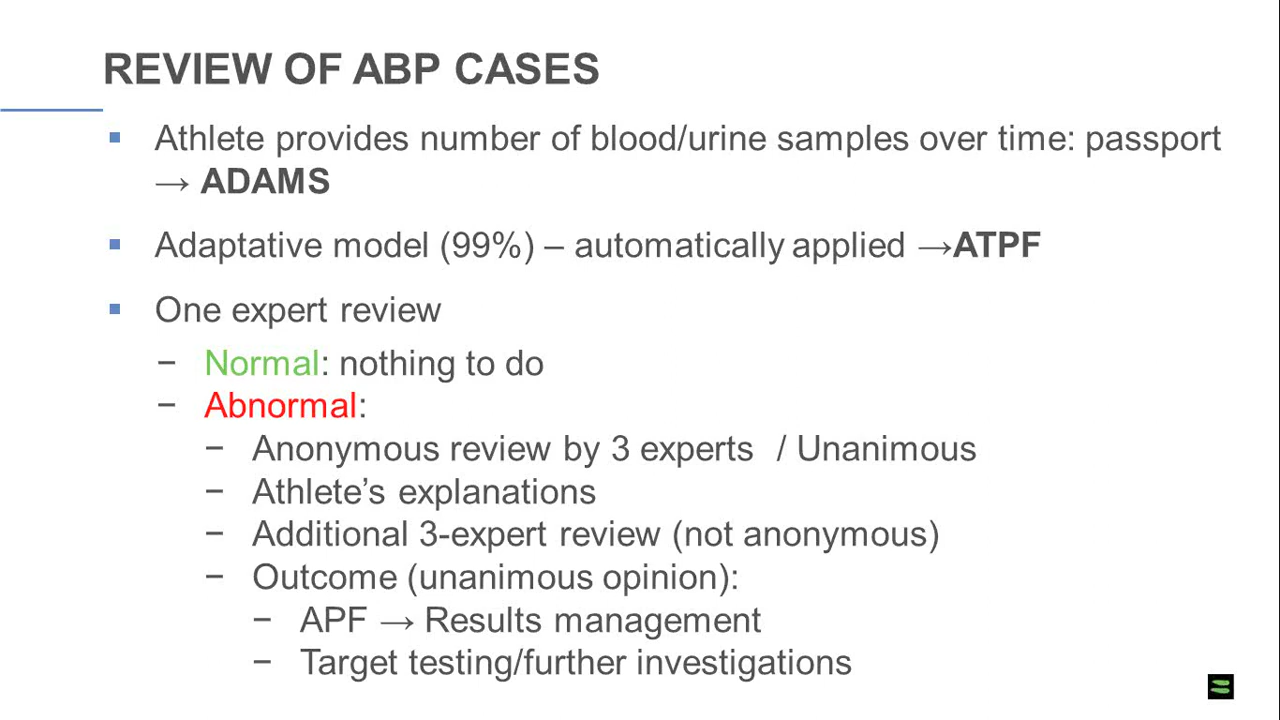 REVIEW OF ABP CASES
Athlete provides number of blood/urine samples over time: passport
→ ADAMS
Adaptative model (99%) – automatically applied →ATPF
One expert review
− Normal: nothing to do
− Abnormal:
− Anonymous review by 3 experts / Unanimous
− Athlete’s explanations
− Additional 3-expert review (not anonymous)
− Outcome (unanimous opinion):
− APF → Results management
− Target testing/further investigations